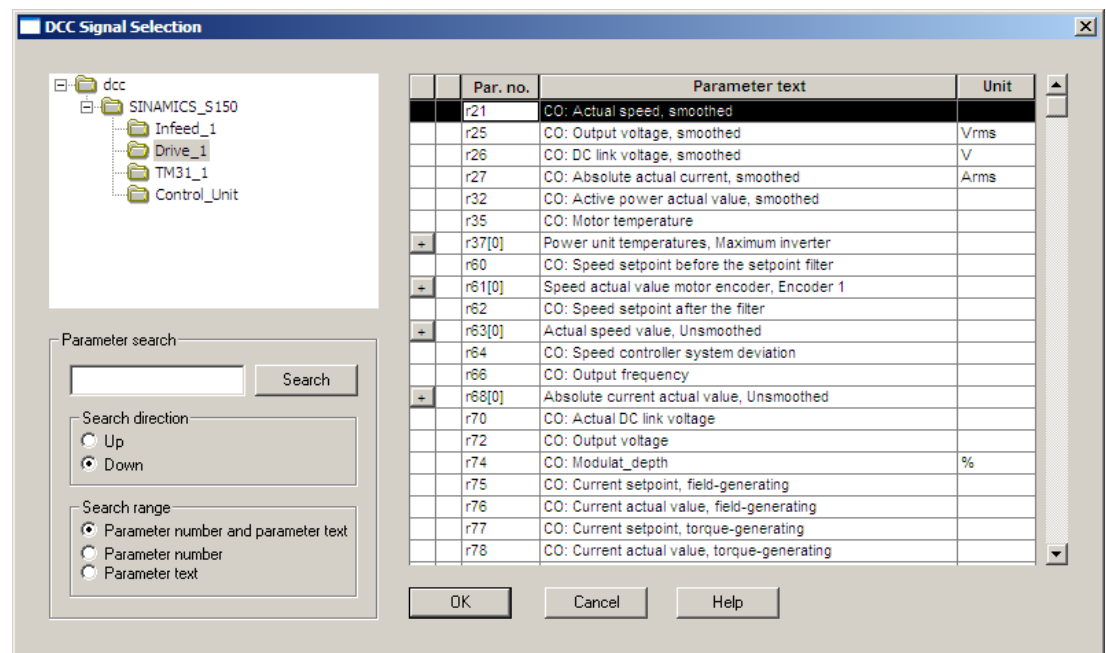 DCC Signal Selection
dcc
SINAMICS_S150
Infeed_1
Drive_1
TM31_1
Control_Unit
Parameter search
Search
Search direction
Up
Down
Search range
Parameter number and parameter text
Parameter number
Parameter text
Par. no. Parameter text Unit
r21 CO: Actual speed, smoothed
r25 CO: Output voltage, smoothed Vrms
r26 CO: DC link voltage, smoothed V
r27 CO: Absolute actual current, smoothed Arms
r32 CO: Active power actual value, smoothed
r35 CO: Motor temperature
+ r37[0] Power unit temperatures, Maximum inverter
r60 CO: Speed setpoint before the setpoint filter
+ r61[0] Speed actual value motor encoder, Encoder 1
r62 CO: Speed setpoint after the filter
+ r63[0] Actual speed value, Unsmoothed
r64 CO: Speed controller system deviation
r66 CO: Output frequency
+ r68[0] Absolute current actual value, Unsmoothed
r70 CO: Actual DC link voltage
r72 CO: Output voltage
r74 CO: Modulat_depth %
r75 CO: Current setpoint, field-generating
r76 CO: Current actual value, field-generating
r77 CO: Current setpoint, torque-generating
r78 CO: Current actual value, torque-generating
OK Cancel Help